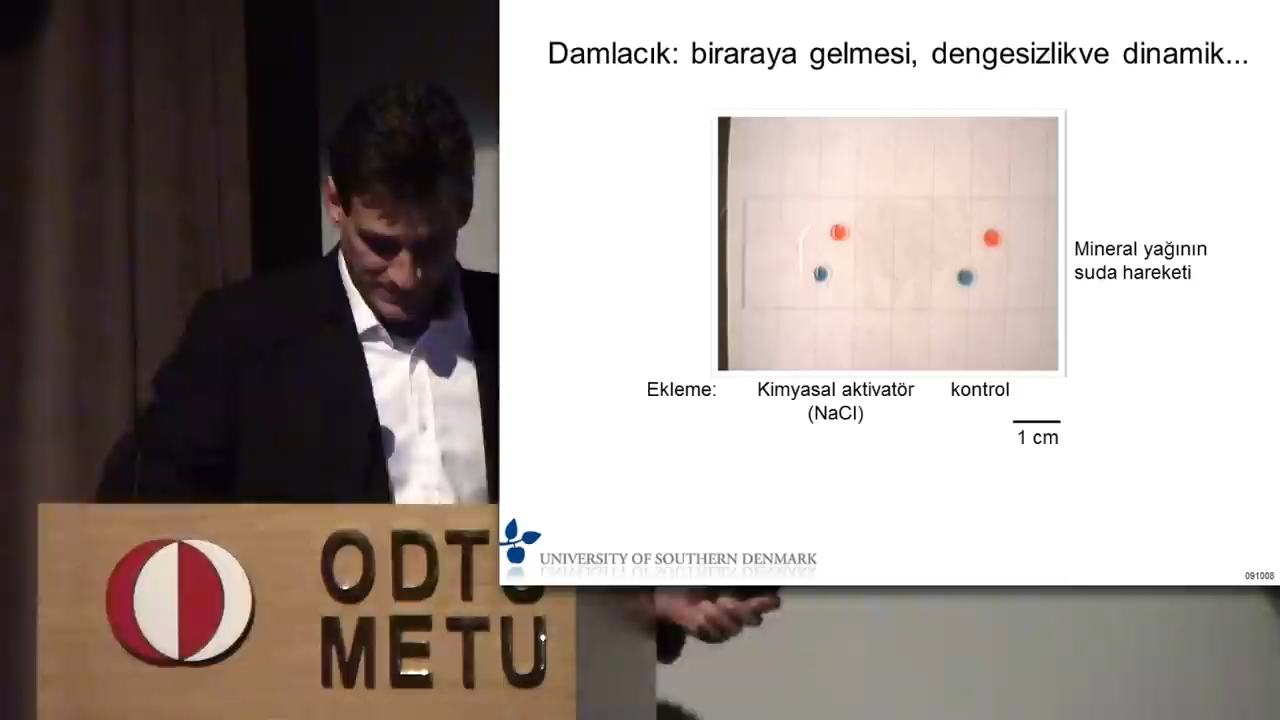 Damlacık: biraraya gelmesi, dengesizlikve dinamik...
Mineral yağının
suda hareketi
Ekleme:
Kimyasal aktivatör
(NaCl)
kontrol
1 cm
UNIVERSITY OF SOUTHERN DENMARK
091008
ODTÜ
METU